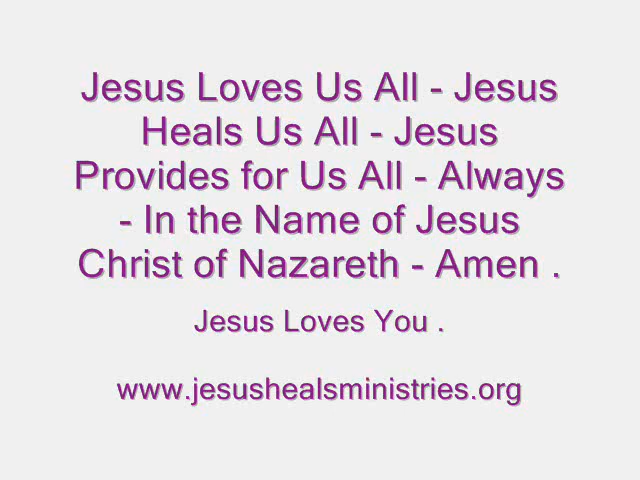 Jesus Loves Us All - Jesus
Heals Us All - Jesus
Provides for Us All - Always
- In the Name of Jesus
Christ of Nazareth - Amen .
Jesus Loves You .
www.jesushealsministries.org